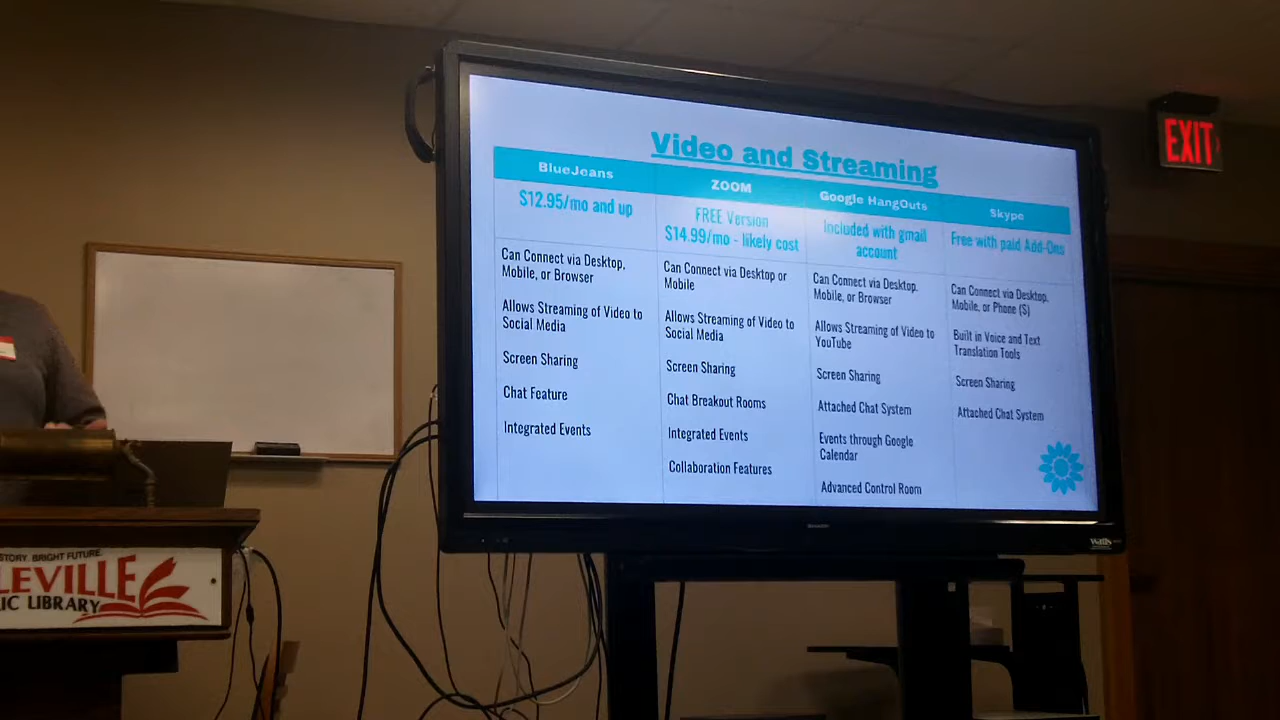 Video and Streaming
BlueJeans
$12.95/mo and up
Can Connect via Desktop,
Mobile, or Browser
Allows Streaming of Video to
Social Media
Screen Sharing
Chat Feature
Integrated Events
ZOOM
FREE Version
$14.99/mo - likely cost
Can Connect via Desktop or
Mobile
Allows Streaming of Video to
Social Media
Screen Sharing
Chat Breakout Rooms
Integrated Events
Collaboration Features
Google HangOuts
Included with gmail
account
Can Connect via Desktop,
Mobile, or Browser
Allows Streaming of Video to
YouTube
Screen Sharing
Attached Chat System
Events through Google
Calendar
Advanced Control Room
Skype
Free with paid Add-Ons
Can Connect via Desktop,
Mobile, or Phone ($)
Built in Voice and Text
Translation Tools
Screen Sharing
Attached Chat System
EXIT
STORY. BRIGHT FUTURE.
LEVILLE
IC LIBRARY
SHARP